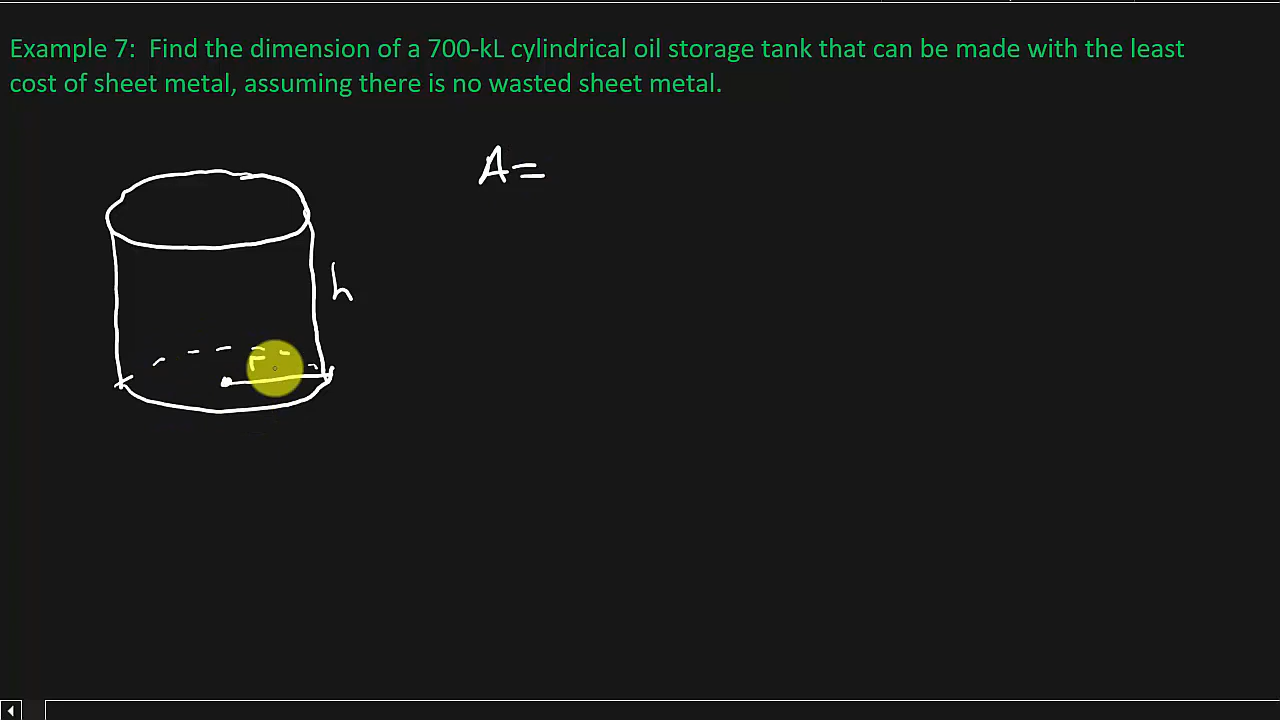 Example 7: Find the dimension of a 700-kL cylindrical oil storage tank that can be made with the least
cost of sheet metal, assuming there is no wasted sheet metal.
A=
h
r